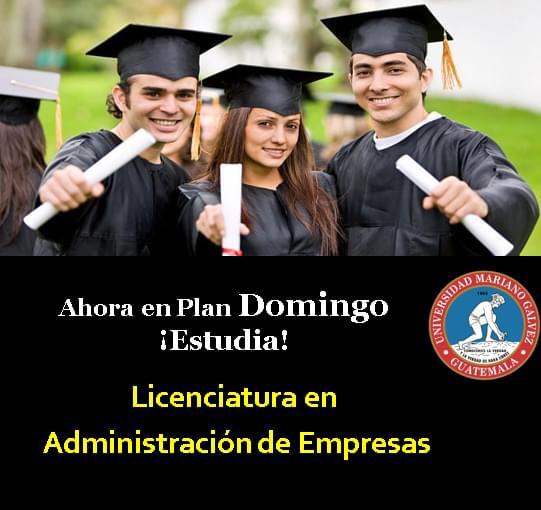 Ahora en Plan Domingo
¡Estudia!
UNIVERSIDAD MARIANO GALVEZ
GUATEMALA
Licenciatura en
Administración de Empresas